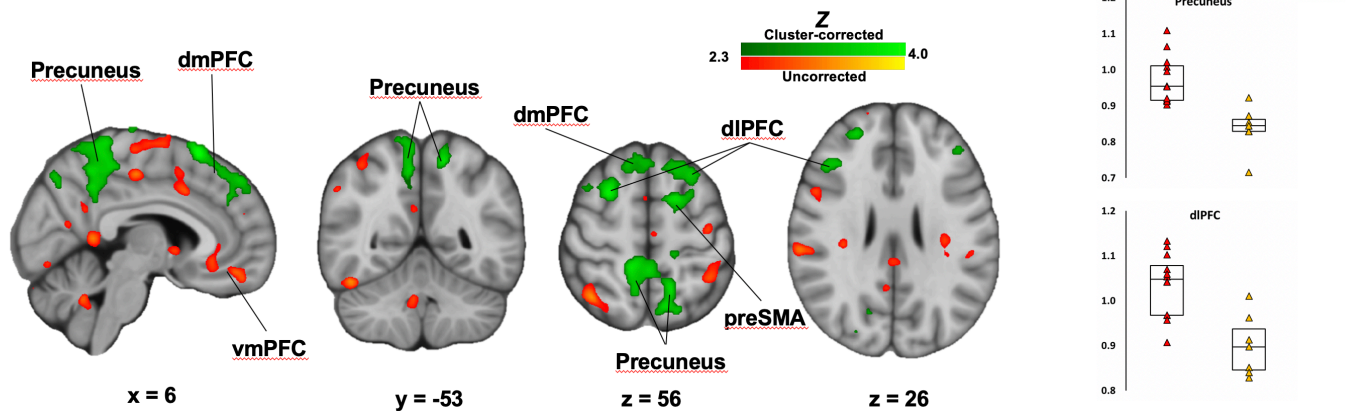 Z
Cluster-corrected
2.3
4.0
Uncorrected
Precuneus
dmPFC
Precuneus
dmPFC
dlPFC
vmPFC
preSMA
Precuneus
x = 6
y = -53
z = 56
z = 26
Precuneus
1.1
1.0
0.9
0.8
0.7
1.2
dlPFC
1.1
1.0
0.9
0.8